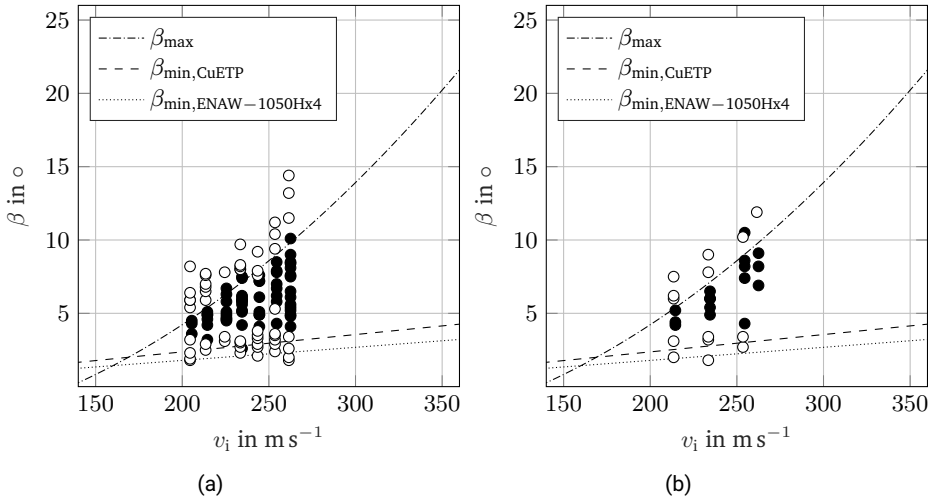 25
20
15
10
5
150 200 250 300 350
β in ∘
v_i in m s⁻¹
β_max
β_min,CuETP
β_min,ENAW−1050Hx4
(a)
25
20
15
10
5
150 200 250 300 350
β in ∘
v_i in m s⁻¹
β_max
β_min,CuETP
β_min,ENAW−1050Hx4
(b)